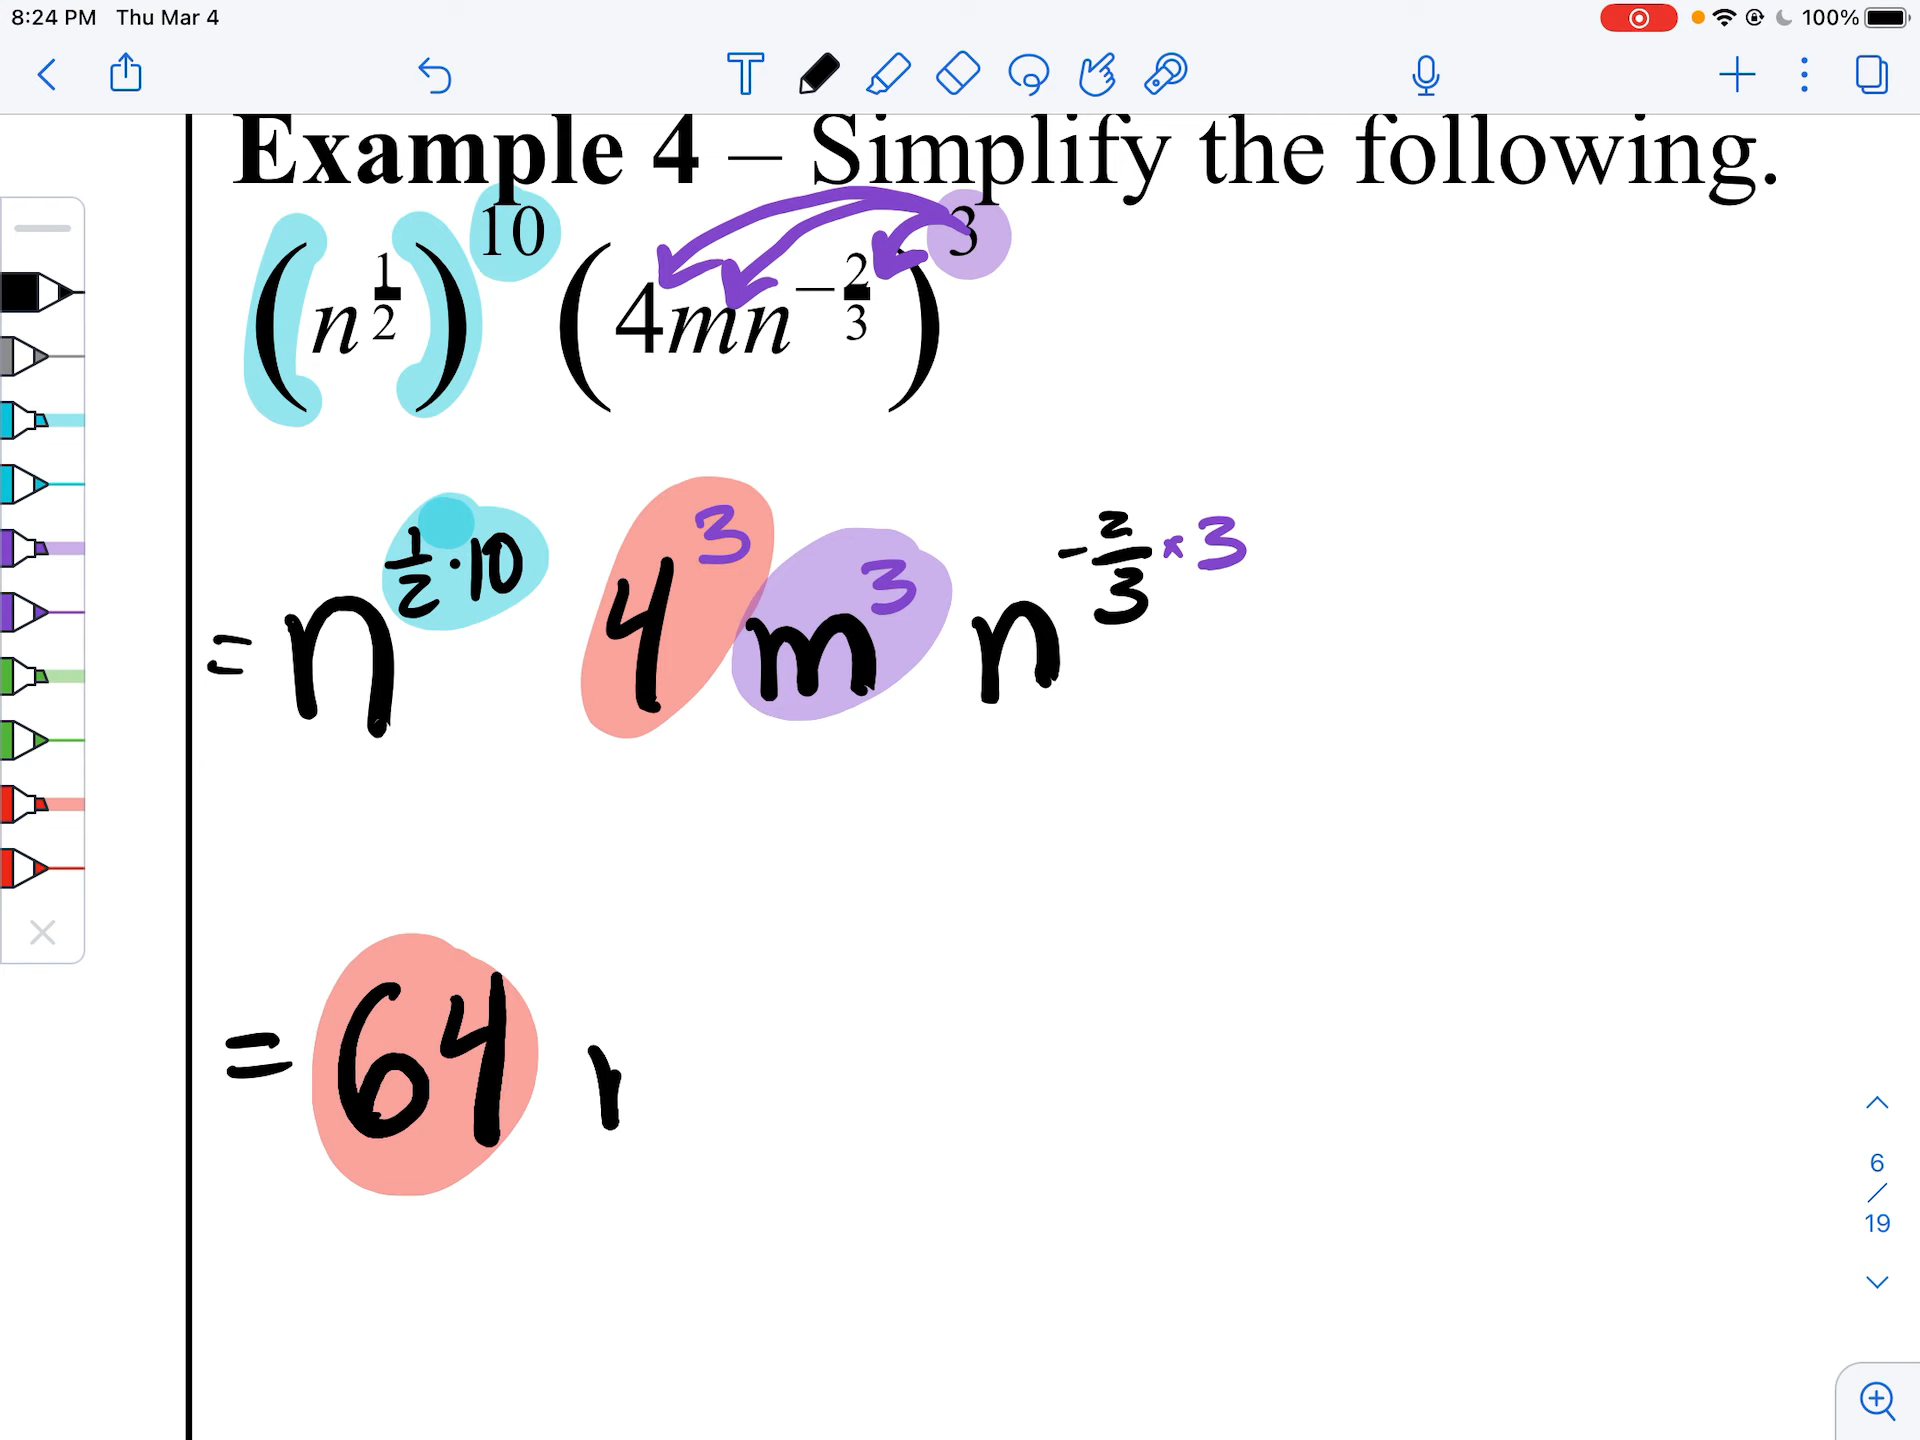 8:24 PM Thu Mar 4 100%
Example 4 – Simplify the following.
(n^{1/2})^{10} (4mn^{-2/3})^{3}
= n^{1/2 · 10} 4^{3} m^{3} n^{-2/3 × 3}
= 64
6
/
19